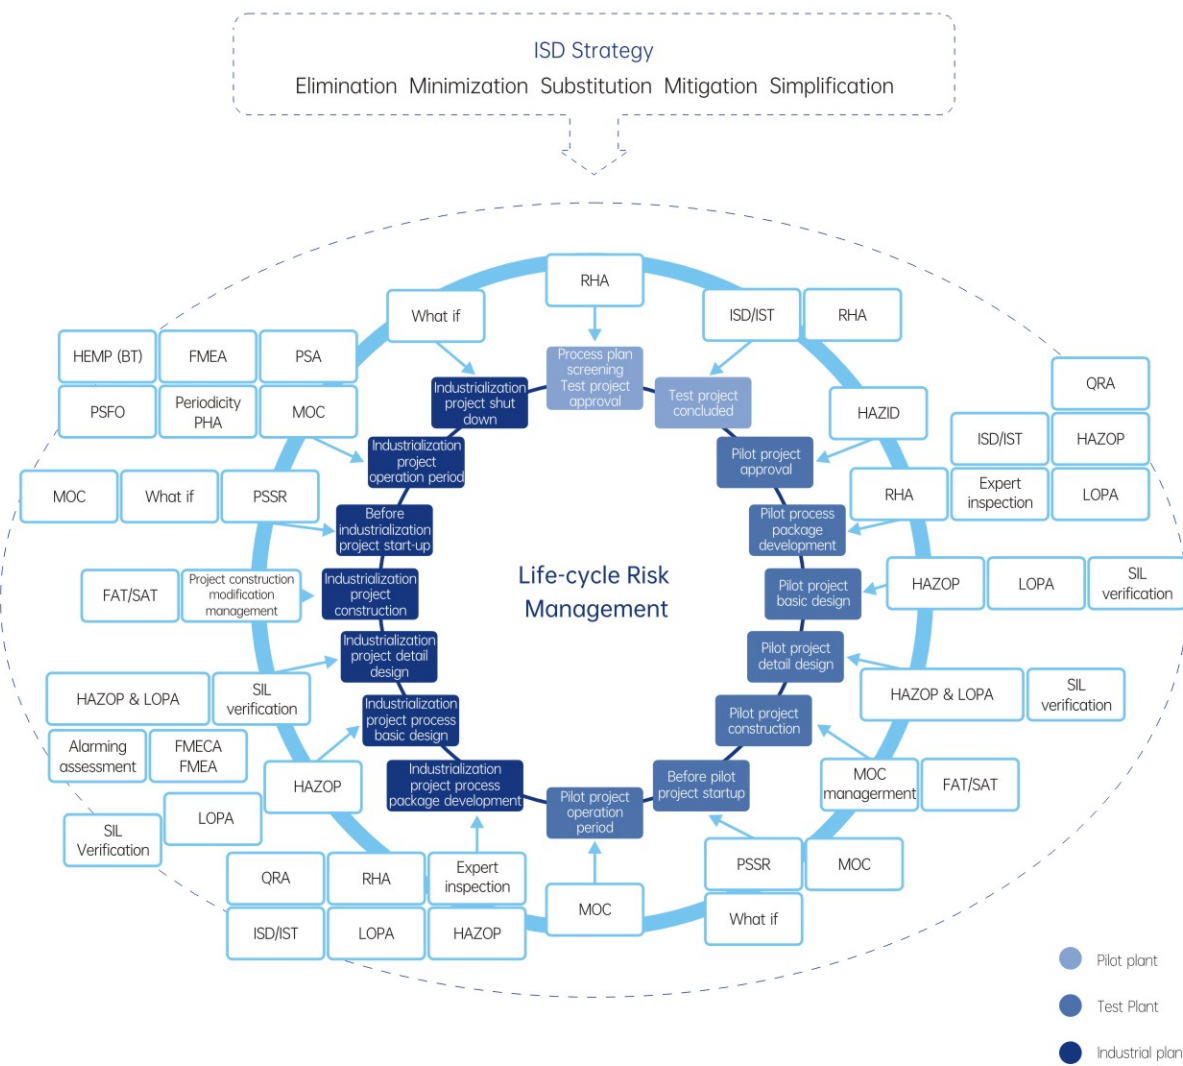 ISD Strategy
Elimination Minimization Substitution Mitigation Simplification
RHA
What if
ISD/IST
RHA
HEMP (BT)
FMEA
PSA
PSFO
Periodicity
PHA
MOC
Process plan
screening
Test project
approval
Industrialization
project shut
down
Test project
concluded
QRA
HAZID
ISD/IST
HAZOP
Industrialization
project
operation period
Pilot project
approval
MOC
What if
PSSR
RHA
Expert
inspection
LOPA
Before
industrialization
project start-up
Pilot process
package
development
FAT/SAT
Project construction
modification
management
Industrialization
project
construction
Life-cycle Risk
Management
Pilot project
basic design
HAZOP
LOPA
SIL
verification
Industrialization
project detail
design
Pilot project
detail design
HAZOP & LOPA
SIL
verification
HAZOP & LOPA
SIL
verification
Industrialization
project process
basic design
Pilot project
construction
Alarming
assessment
FMECA
FMEA
HAZOP
Industrialization
project process
package development
Pilot project
operation
period
Before pilot
project startup
MOC
managerment
FAT/SAT
LOPA
SIL
Verification
QRA
RHA
Expert
inspection
PSSR
MOC
ISD/IST
LOPA
HAZOP
MOC
What if
Pilot plant
Test Plant
Industrial plan